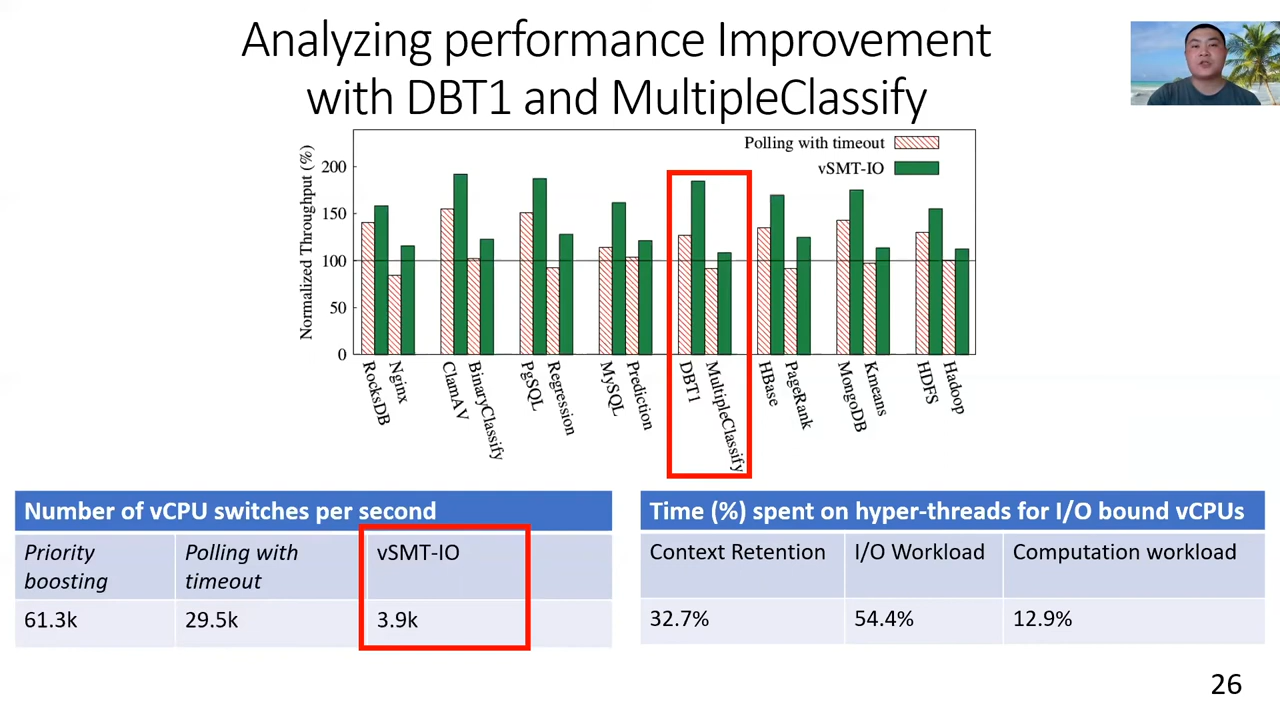 Analyzing performance Improvement
with DBT1 and MultipleClassify
Polling with timeout
vSMT-IO
Normalized Throughput (%)
200
150
100
50
0
RocksDB
Nginx
ClamAV
BinaryClassify
PgSQL
Regression
MySQL
Prediction
DBT1
MultipleClassify
HBase
PageRank
MongoDB
Kmeans
HDFS
Hadoop
Number of vCPU switches per second
Priority boosting
Polling with timeout
vSMT-IO
61.3k
29.5k
3.9k
Time (%) spent on hyper-threads for I/O bound vCPUs
Context Retention
I/O Workload
Computation workload
32.7%
54.4%
12.9%
26